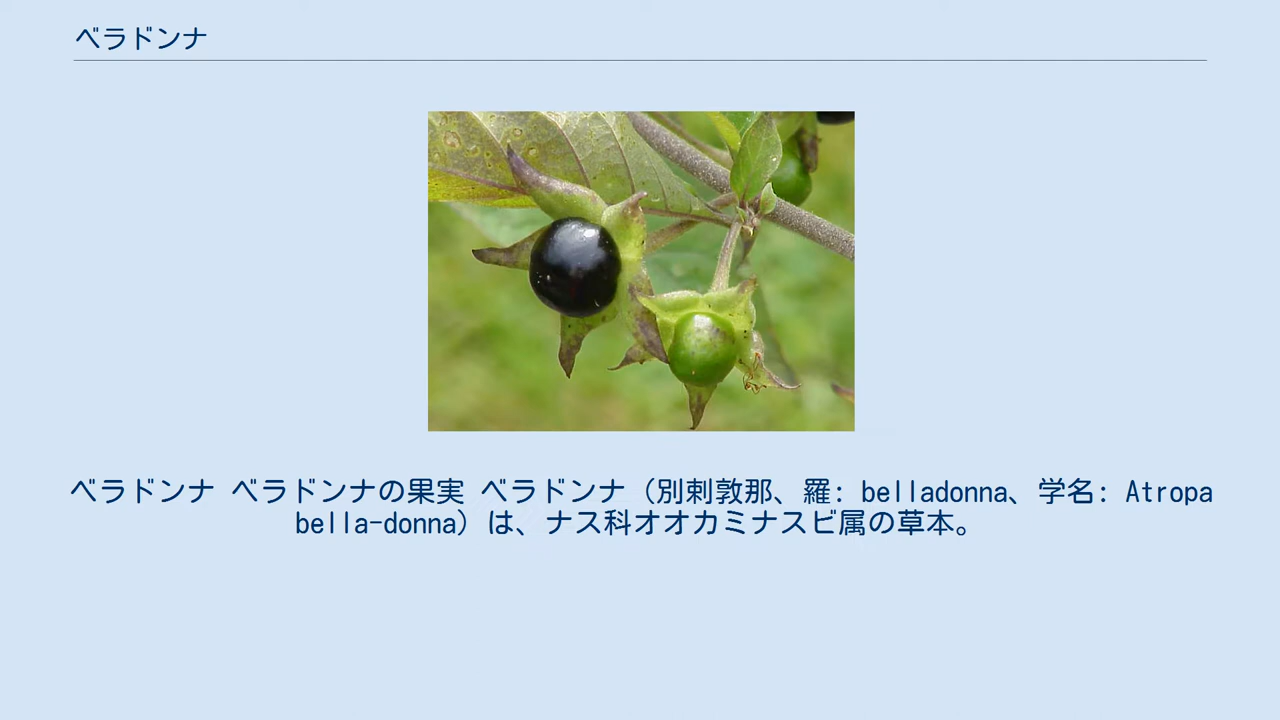 ベラドンナ
ベラドンナ ベラドンナの果実 ベラドンナ（別剌敦那、羅: belladonna、学名: Atropa
bella-donna）は、ナス科オオカミナスビ属の草本。